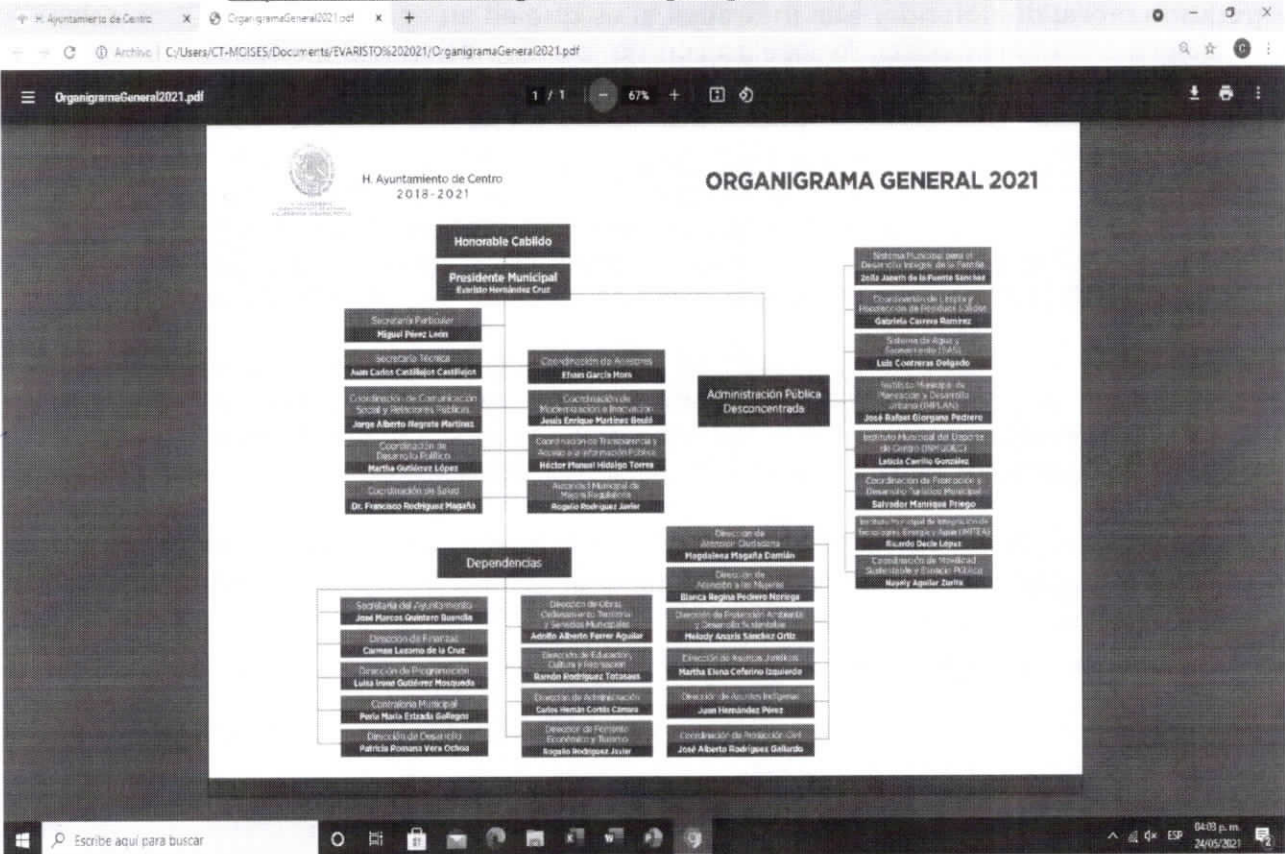 H. Ayuntamiento de Centro
OrganigramaGeneral2021.pdf
Archivo | C:/Users/CT-MOISES/Documents/EVARISTO%202021/OrganigramaGeneral2021.pdf
OrganigramaGeneral2021.pdf
1 / 1
67%
H. Ayuntamiento de Centro
2018-2021
ORGANIGRAMA GENERAL 2021
Honorable Cabildo
Presidente Municipal
Evaristo Hernández Cruz
Secretaría Particular
Miguel Pérez León
Secretaría Técnica
Juan Carlos Castillejos Castillejos
Coordinación de Comunicación
Social y Relaciones Públicas
Jorge Alberto Negrete Martínez
Coordinación de
Desarrollo Político
Martha Gutiérrez López
Coordinación de Salud
Dr. Francisco Rodríguez Magaña
Coordinación de Asesores
Efraín García Mora
Coordinación de
Modernización e Innovación
Jesús Enrique Martínez
Coordinación de Transparencia y
Acceso a la Información Pública
Héctor Manuel Hidalgo Torres
Autoridad Municipal de
Mejora Regulatoria
Rogelio Rodríguez Javier
Administración Pública
Desconcentrada
Sistema Municipal para el
Desarrollo Integral de la Familia
Zoila Janeth de la Fuente Sánchez
Coordinación de Limpia y
Recolección de Residuos Sólidos
Gabriela Carrera Ramírez
Sistema de Agua y
Saneamiento (SAS)
Luis Contreras Delgado
Instituto Municipal de
Planeación y Desarrollo
Urbano (IMPLAN)
José Rafael Giorgana Pedrero
Instituto Municipal del Deporte
de Centro
Leticia Carrillo González
Coordinación de Promoción y
Desarrollo Turístico Municipal
Salvador Manrique Priego
Instituto Municipal de Integración de
Tecnologías, Energía y Agua (IMITEA)
Ricardo Decle López
Coordinación de Movilidad
Sustentable y Espacio Público
Nayely Aguilar Zurita
Dependencias
Secretaría del Ayuntamiento
José Marcos Quintero Buendía
Dirección de Finanzas
Carmen Lezama de la Cruz
Dirección de Programación
Luisa Irene Gutiérrez Mosqueda
Contraloría Municipal
Perla María Estrada Gallegos
Dirección de Desarrollo
Patricia Romana Vera Ochoa
Dirección de Obras,
Ordenamiento Territorial
y Servicios Municipales
Adolfo Alberto Ferrer Aguilar
Dirección de Educación,
Cultura y Recreación
Ramón Rodríguez Totosaus
Dirección de Administración
Carlos Hernán Cortés Cámara
Dirección de Fomento
Económico y Turismo
Rogelio Rodríguez Javier
Dirección de
Atención Ciudadana
Magdalena Magaña Damián
Dirección de
Atención a las Mujeres
Blanca Regina Pedrero Noriega
Dirección de Protección Ambiental
y Desarrollo Sustentable
Melody Anaxis Sánchez Ortiz
Dirección de Asuntos Jurídicos
Martha Elena Ceferino Izquierdo
Dirección de Asuntos Indígenas
Juan Hernández Pérez
Coordinación de Protección Civil
José Alberto Rodríguez Gallardo
Escribe aquí para buscar
ESP
04:03 p. m.
24/05/2021